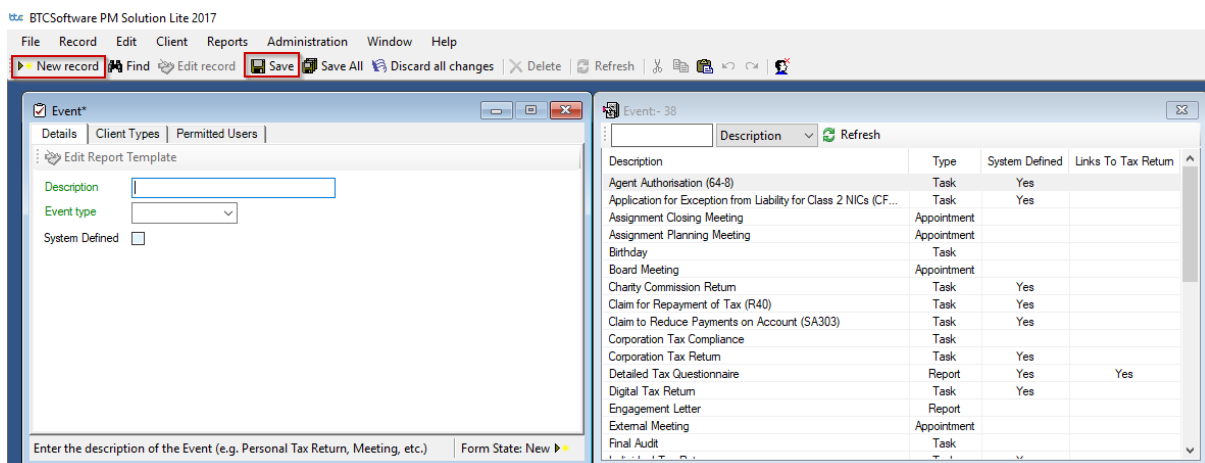 btc BTCSoftware PM Solution Lite 2017
File Record Edit Client Reports Administration Window Help
New record Find Edit record Save Save All Discard all changes Delete Refresh
Event*
Details Client Types Permitted Users
Edit Report Template
Description
Event type
System Defined
Enter the description of the Event (e.g. Personal Tax Return, Meeting, etc.) Form State: New
Event:- 38
Description Refresh
Description Type System Defined Links To Tax Return
Agent Authorisation (64-8) Task Yes
Application for Exception from Liability for Class 2 NICs (CF... Task Yes
Assignment Closing Meeting Appointment
Assignment Planning Meeting Appointment
Birthday Task
Board Meeting Appointment
Charity Commission Return Task Yes
Claim for Repayment of Tax (R40) Task Yes
Claim to Reduce Payments on Account (SA303) Task Yes
Corporation Tax Compliance Task
Corporation Tax Return Task Yes
Detailed Tax Questionnaire Report Yes Yes
Digital Tax Return Task Yes
Engagement Letter Report
External Meeting Appointment
Final Audit Task